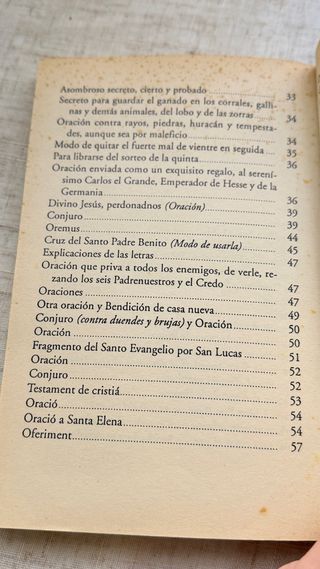 Asombroso secreto, cierto y probado.............................. 33
Secreto para guardar el ganado en los corrales, galli-
nas y demás animales, del lobo y de las zorras........... 34
Oración contra rayos, piedras, huracán y tempesta-
des, aunque sea por maleficio.............................. 34
Modo de quitar el fuerte mal de vientre en seguida...... 35
Para librarse del sorteo de la quinta.............................. 36
Oración enviada como un exquisito regalo, al serení-
simo Carlos el Grande, Emperador de Hesse y de la
Germania.............................. 36
Divino Jesús, perdonadnos (Oración).............................. 39
Conjuro.............................. 39
Oremus.............................. 44
Cruz del Santo Padre Benito (Modo de usarla).............. 45
Explicaciones de las letras.............................. 47
Oración que priva a todos los enemigos, de verle, re-
zando los seis Padrenuestros y el Credo.............. 47
Oraciones.............................. 47
Otra oración y Bendición de casa nueva.............. 49
Conjuro (contra duendes y brujas) y Oración.............. 50
Oración.............................. 50
Fragmento del Santo Evangelio por San Lucas.............. 51
Oración.............................. 52
Conjuro.............................. 52
Testament de cristiá.............................. 53
Oració.............................. 54
Oració a Santa Elena.............................. 54
Oferiment.............................. 57